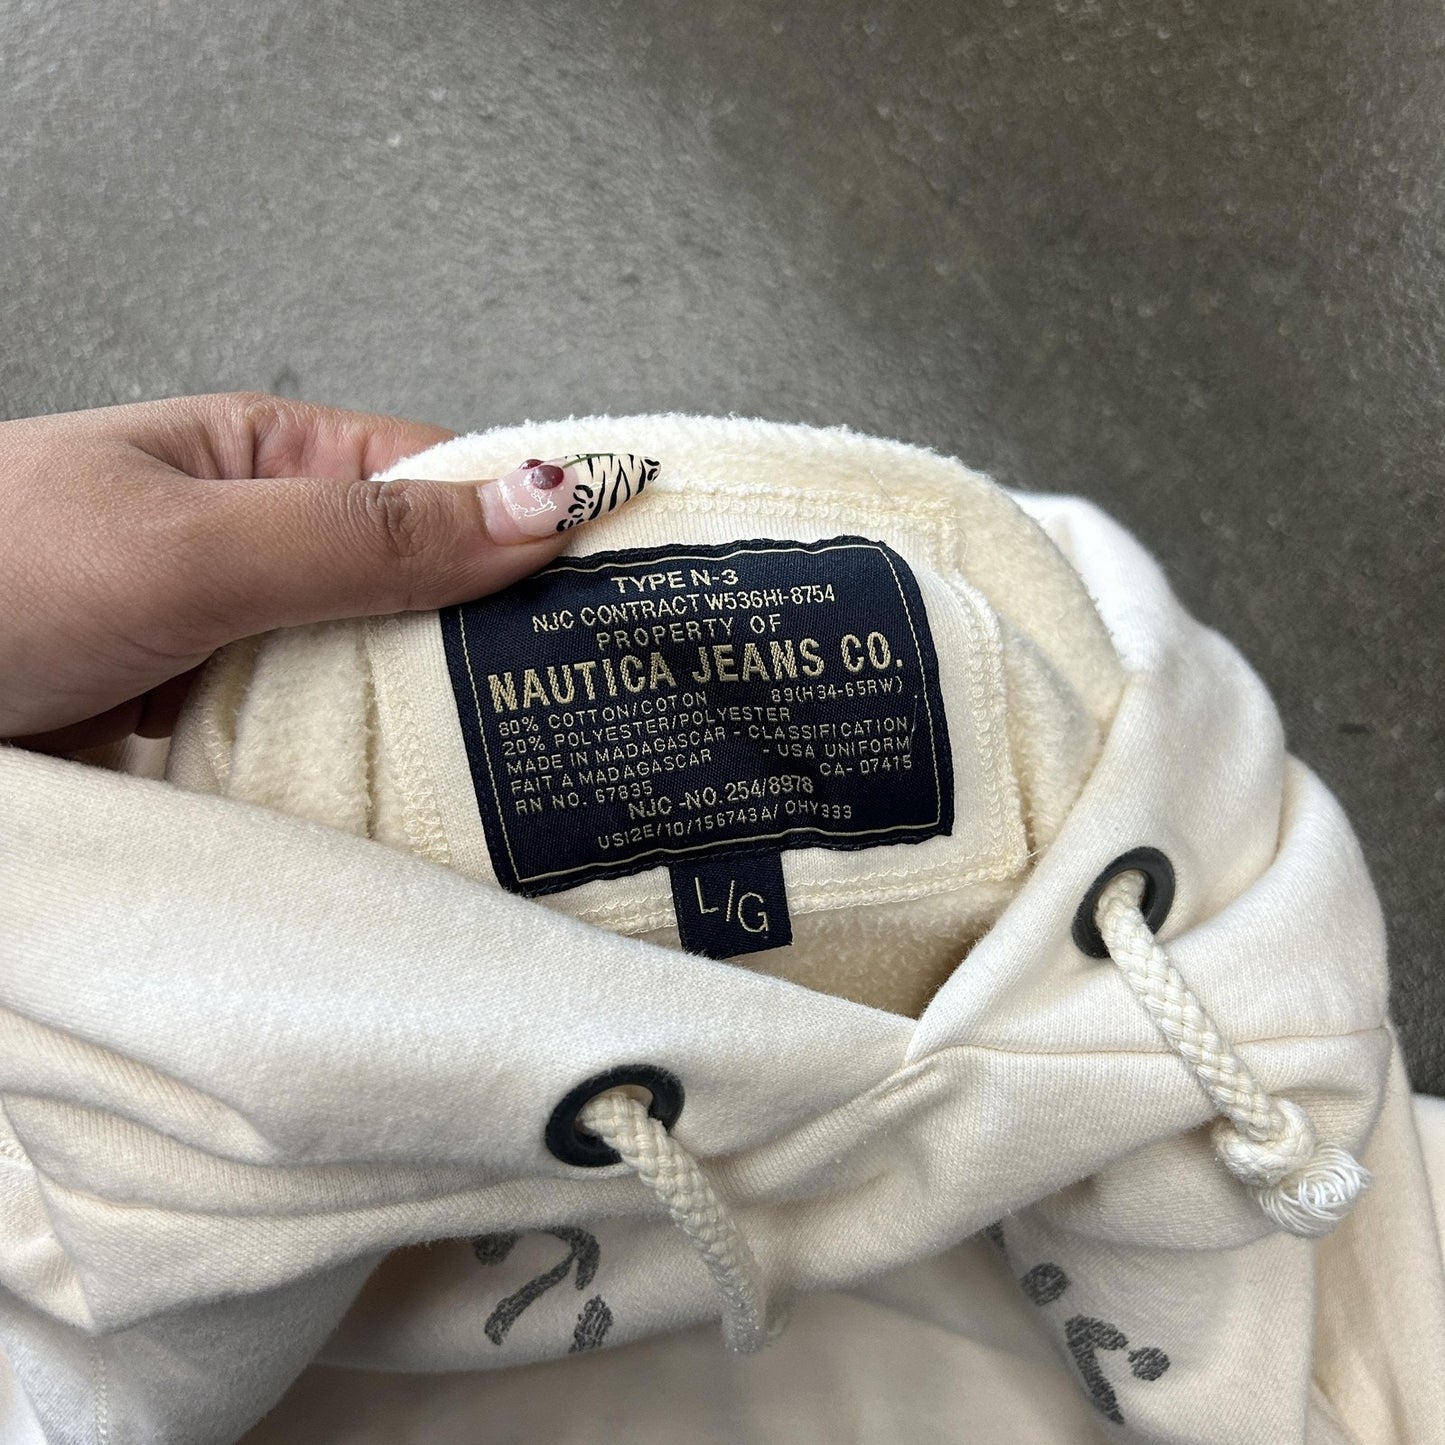 TYPE N-3
NJC CONTRACT W536HI-8754
PROPERTY OF
NAUTICA JEANS CO.
80% COTTON/COTON 89(H34-65RW)
20% POLYESTER/POLYESTER
MADE IN MADAGASCAR - CLASSIFICATION
FAIT A MADAGASCAR - USA UNIFORM
RN NO. 67835 CA- 07415
NJC -NO. 254/8978
US12E/10/156743A/ OHY333
L/G